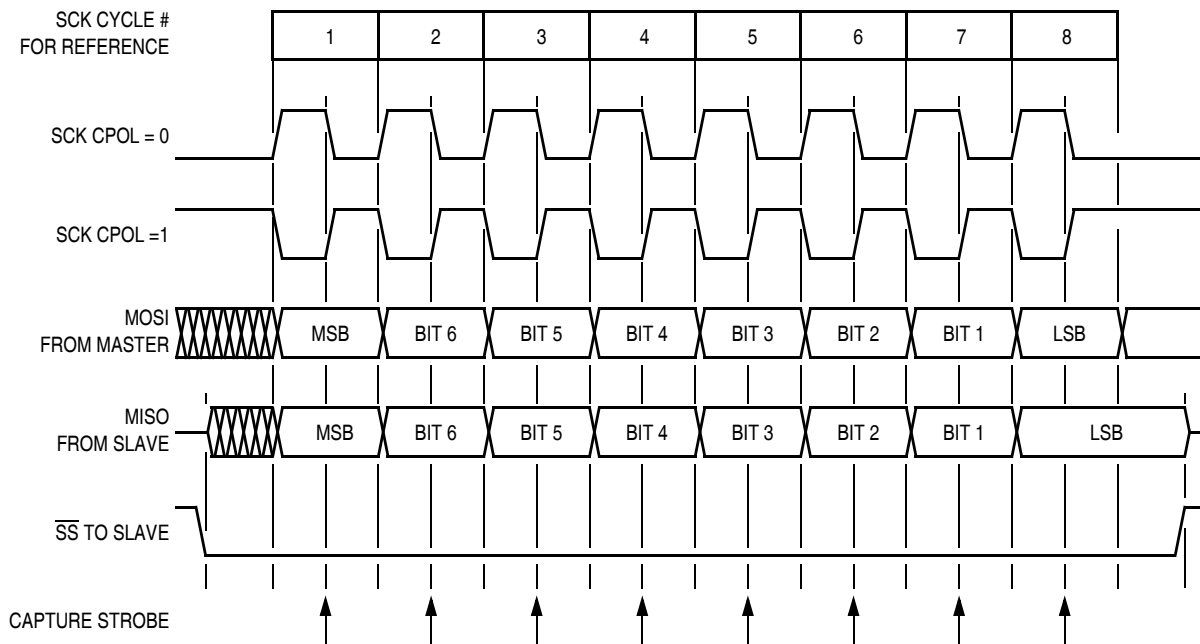 SCK CYCLE #
FOR REFERENCE
1 2 3 4 5 6 7 8
SCK CPOL = 0
SCK CPOL =1
MOSI
FROM MASTER
MSB BIT 6 BIT 5 BIT 4 BIT 3 BIT 2 BIT 1 LSB
MISO
FROM SLAVE
MSB BIT 6 BIT 5 BIT 4 BIT 3 BIT 2 BIT 1 LSB
S̅S̅ TO SLAVE
CAPTURE STROBE